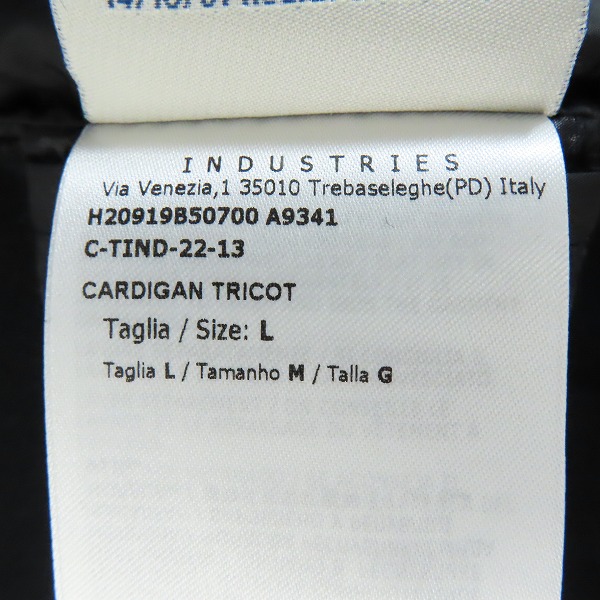 INDUSTRIES
Via Venezia,1 35010 Trebaseleghe(PD) Italy
H20919B50700 A9341
C-TIND-22-13
CARDIGAN TRICOT
Taglia / Size: L
Taglia L / Tamanho M / Talla G